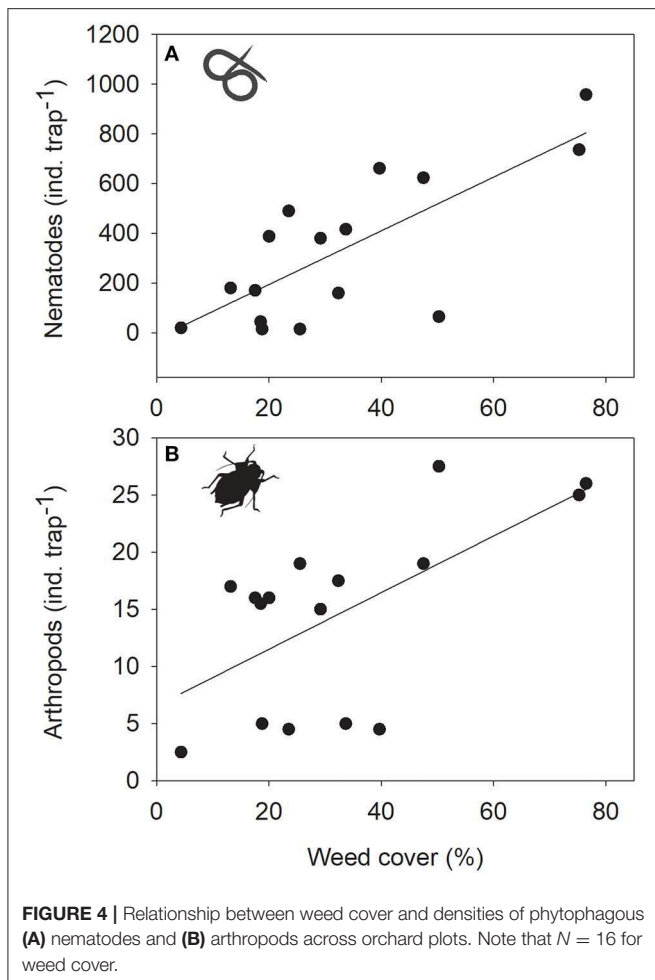 1200
A
1000
800
600
400
200
0
Nematodes (ind. trap-1)
0 20 40 60 80
30
B
25
20
15
10
5
0
Arthropods (ind. trap-1)
0 20 40 60 80
Weed cover (%)
FIGURE 4 | Relationship between weed cover and densities of phytophagous
(A) nematodes and (B) arthropods across orchard plots. Note that N = 16 for
weed cover.